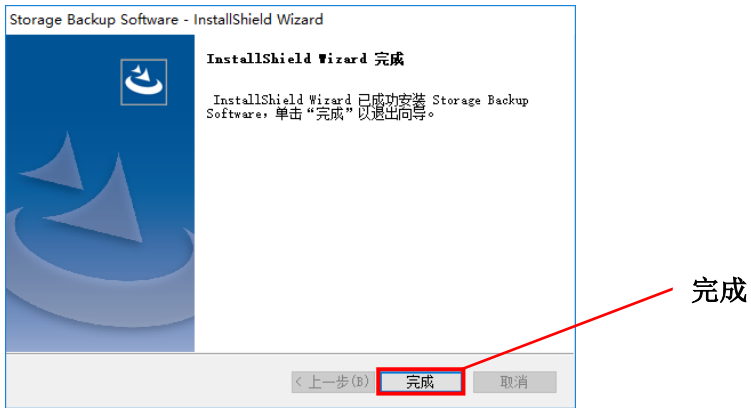 Storage Backup Software - InstallShield Wizard
InstallShield Wizard 完成
InstallShield Wizard 已成功安装 Storage Backup
Software，单击“完成”以退出向导。
完成
< 上一步(B)
完成
取消